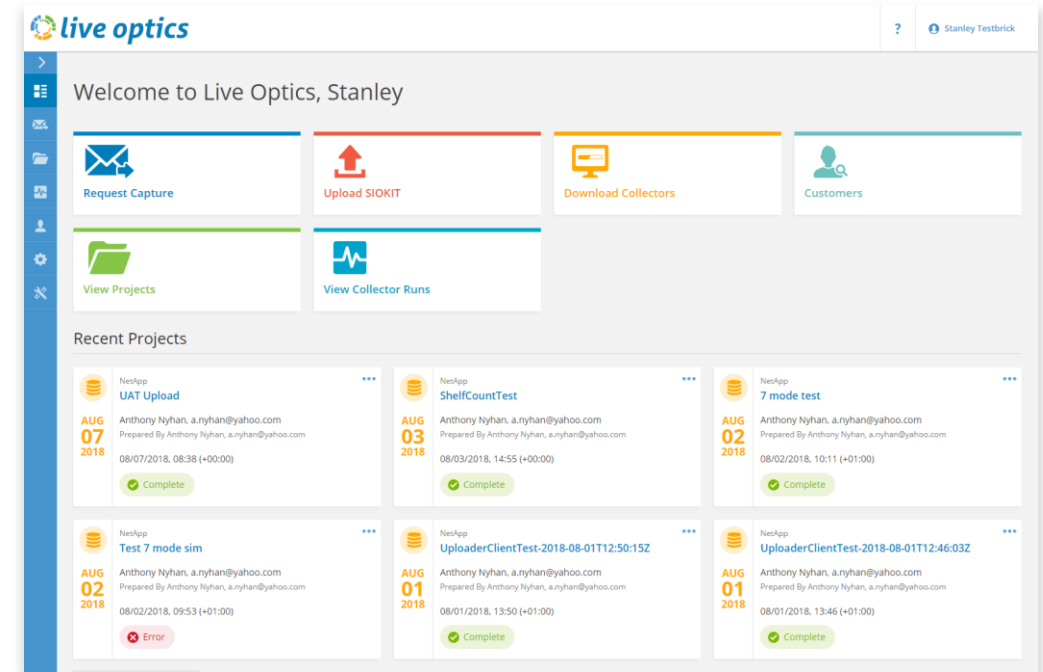 live optics
? Stanley Testbrick
Welcome to Live Optics, Stanley
Request Capture
Upload SIOKIT
Download Collectors
Customers
View Projects
View Collector Runs
Recent Projects
NetApp
UAT Upload
AUG
07
2018
Anthony Nyhan, a.nyhan@yahoo.com
Prepared By Anthony Nyhan, a.nyhan@yahoo.com
08/07/2018, 08:38 (+00:00)
Complete
NetApp
ShelfCountTest
AUG
03
2018
Anthony Nyhan, a.nyhan@yahoo.com
Prepared By Anthony Nyhan, a.nyhan@yahoo.com
08/03/2018, 14:55 (+00:00)
Complete
NetApp
7 mode test
AUG
02
2018
Anthony Nyhan, a.nyhan@yahoo.com
Prepared By Anthony Nyhan, a.nyhan@yahoo.com
08/02/2018, 10:11 (+01:00)
Complete
NetApp
Test 7 mode sim
AUG
02
2018
Anthony Nyhan, a.nyhan@yahoo.com
Prepared By Anthony Nyhan, a.nyhan@yahoo.com
08/02/2018, 09:53 (+01:00)
Error
NetApp
UploaderClientTest-2018-08-01T12:50:15Z
AUG
01
2018
Anthony Nyhan, a.nyhan@yahoo.com
Prepared By Anthony Nyhan, a.nyhan@yahoo.com
08/01/2018, 13:50 (+01:00)
Complete
NetApp
UploaderClientTest-2018-08-01T12:46:03Z
AUG
01
2018
Anthony Nyhan, a.nyhan@yahoo.com
Prepared By Anthony Nyhan, a.nyhan@yahoo.com
08/01/2018, 13:46 (+01:00)
Complete